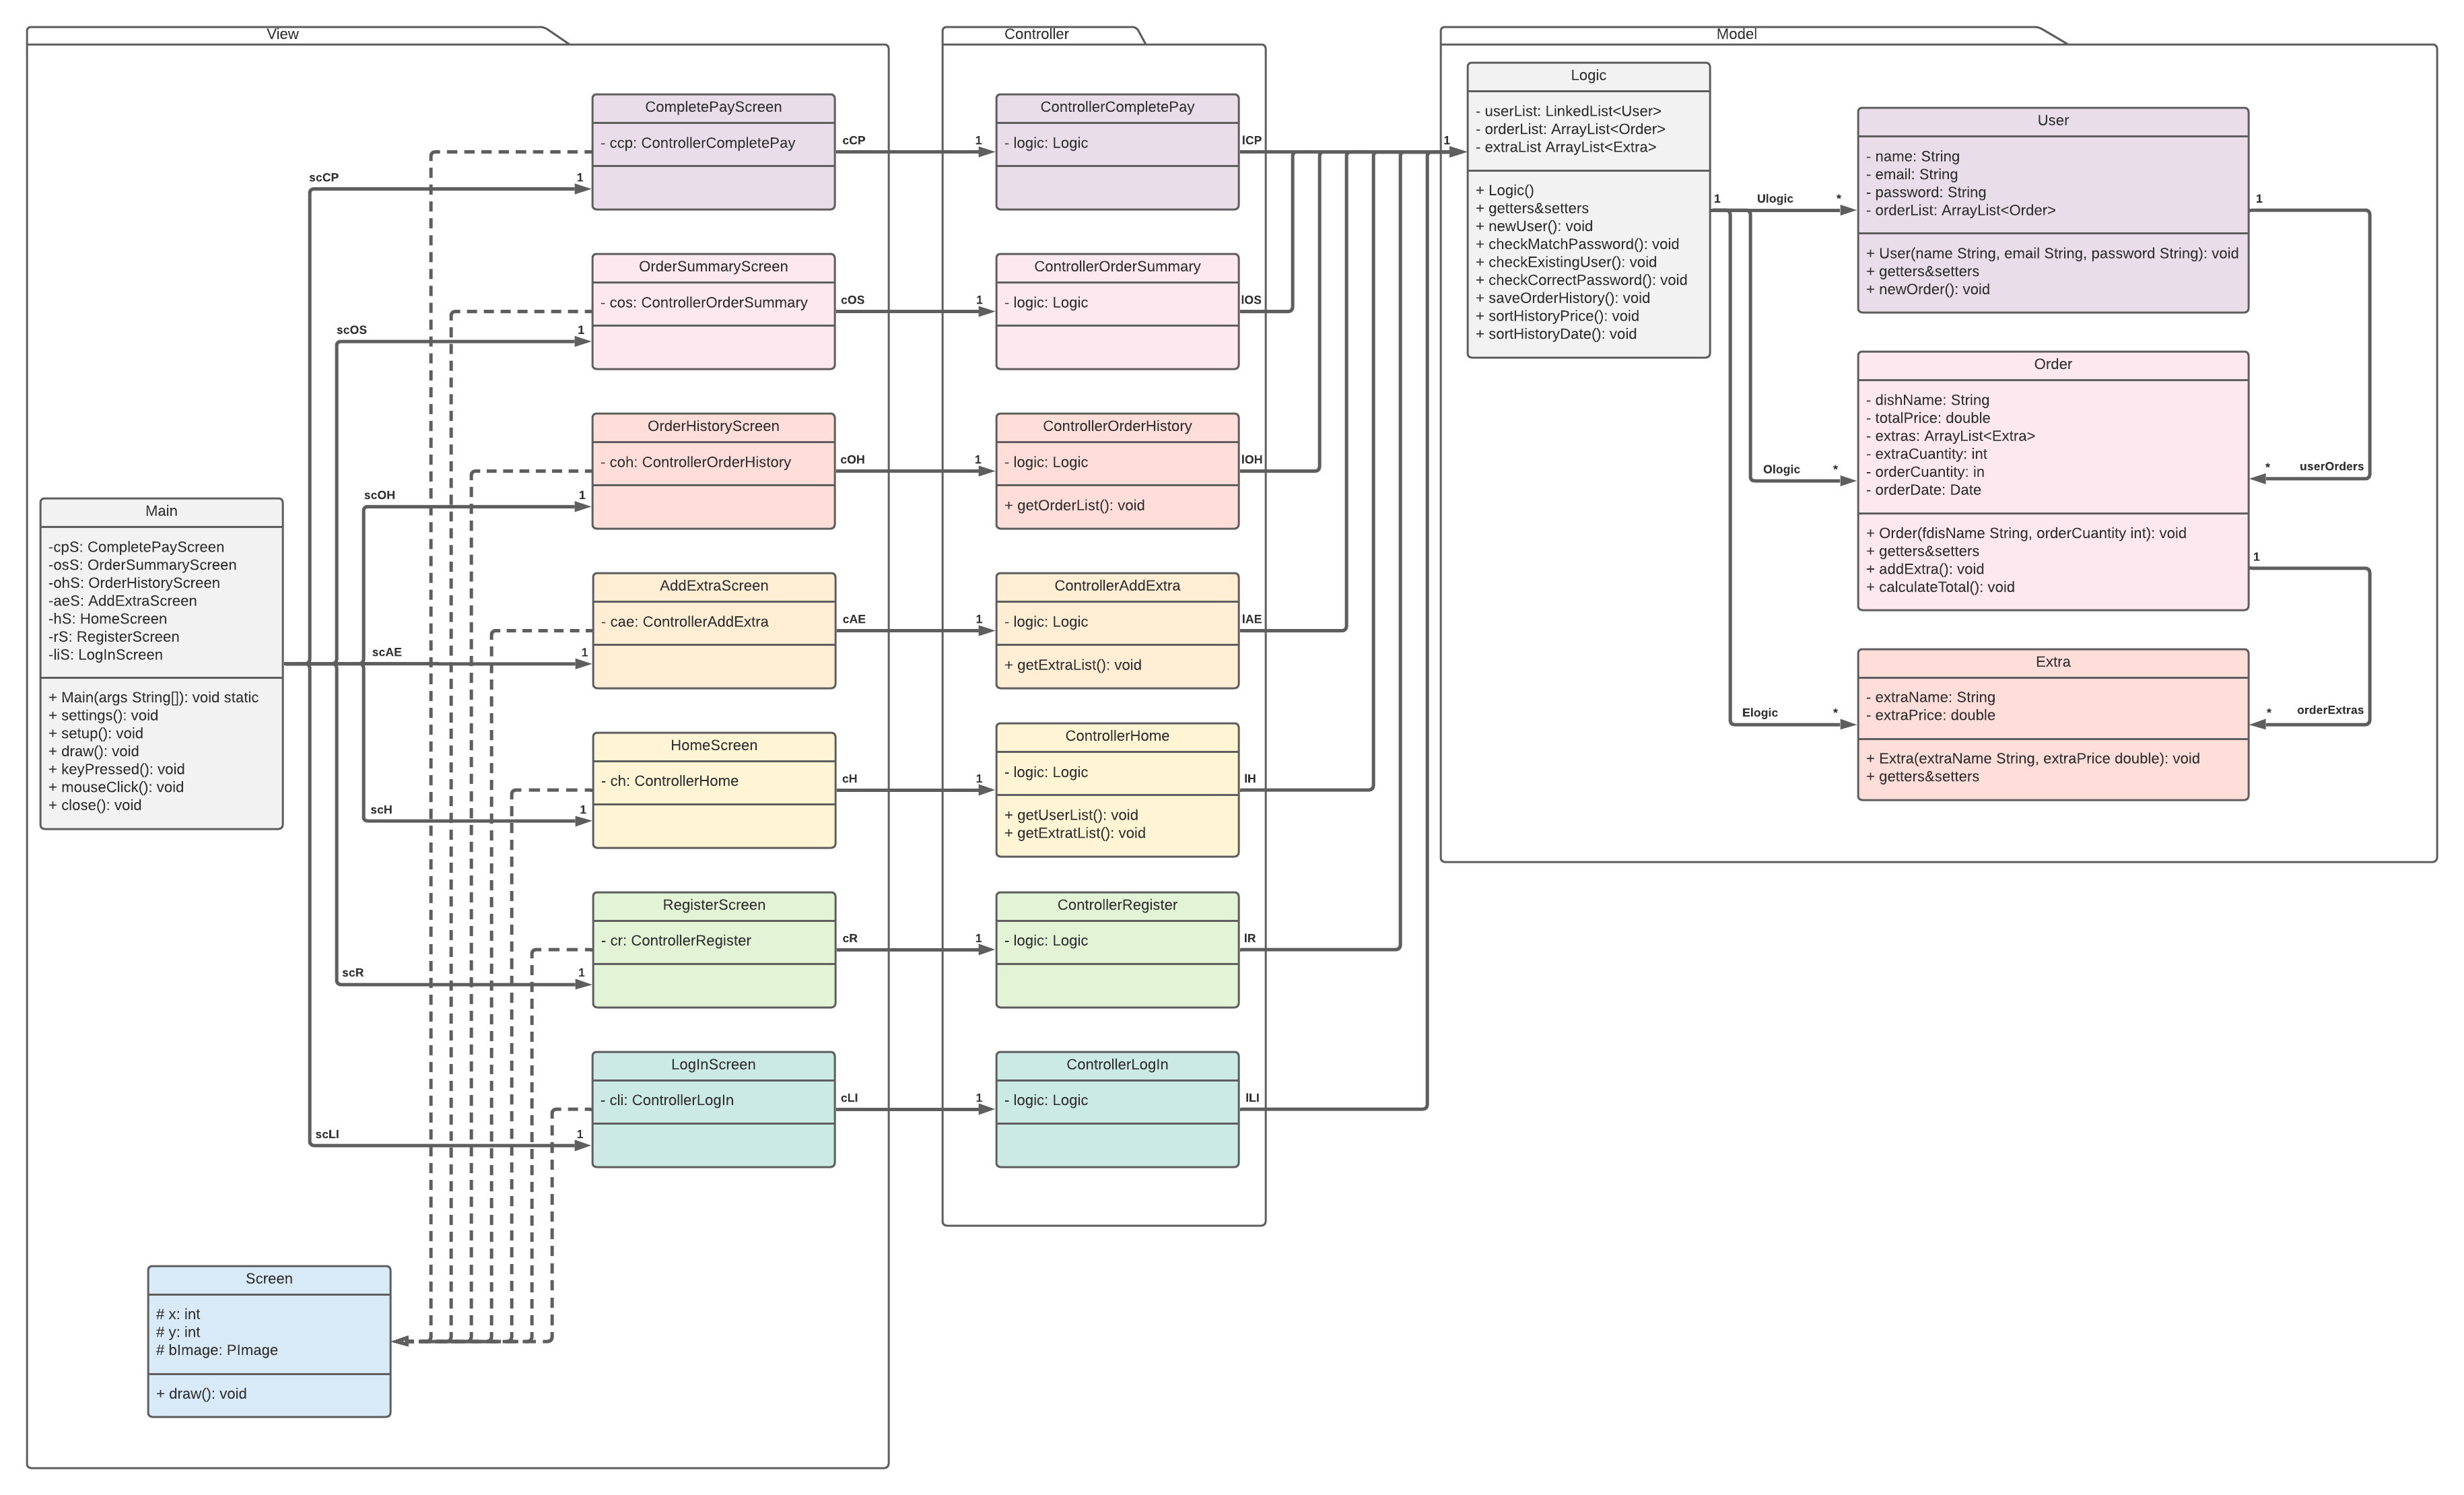 View
Main
-cpS: CompletePayScreen
-osS: OrderSummaryScreen
-ohS: OrderHistoryScreen
-aeS: AddExtraScreen
-hS: HomeScreen
-rS: RegisterScreen
-liS: LogInScreen
+ Main(args String[]): void static
+ settings(): void
+ setup(): void
+ draw(): void
+ keyPressed(): void
+ mouseClick(): void
+ close(): void
scCP
1
scOS
1
scOH
1
scAE
1
scH
1
scR
1
scLI
1
CompletePayScreen
- ccp: ControllerCompletePay
OrderSummaryScreen
- cos: ControllerOrderSummary
OrderHistoryScreen
- coh: ControllerOrderHistory
AddExtraScreen
- cae: ControllerAddExtra
HomeScreen
- ch: ControllerHome
RegisterScreen
- cr: ControllerRegister
LogInScreen
- cli: ControllerLogIn
Screen
# x: int
# y: int
# bImage: PImage
+ draw(): void
cCP
1
cOS
1
cOH
1
cAE
1
cH
1
cR
1
cLI
1
Controller
ControllerCompletePay
- logic: Logic
ControllerOrderSummary
- logic: Logic
ControllerOrderHistory
- logic: Logic
+ getOrderList(): void
ControllerAddExtra
- logic: Logic
+ getExtraList(): void
ControllerHome
- logic: Logic
+ getUserList(): void
+ getExtratList(): void
ControllerRegister
- logic: Logic
ControllerLogIn
- logic: Logic
lCP
lOS
lOH
lAE
lH
lR
lLI
1
Model
Logic
- userList: LinkedList<User>
- orderList: ArrayList<Order>
- extraList ArrayList<Extra>
+ Logic()
+ getters&setters
+ newUser(): void
+ checkMatchPassword(): void
+ checkExistingUser(): void
+ checkCorrectPassword(): void
+ saveOrderHistory(): void
+ sortHistoryPrice(): void
+ sortHistoryDate(): void
1
Ulogic
*
Ologic
*
Elogic
*
User
- name: String
- email: String
- password: String
- orderList: ArrayList<Order>
+ User(name String, email String, password String): void
+ getters&setters
+ newOrder(): void
1
* userOrders
Order
- dishName: String
- totalPrice: double
- extras: ArrayList<Extra>
- extraCuantity: int
- orderCuantity: in
- orderDate: Date
+ Order(fdisName String, orderCuantity int): void
+ getters&setters
+ addExtra(): void
+ calculateTotal(): void
1
* orderExtras
Extra
- extraName: String
- extraPrice: double
+ Extra(extraName String, extraPrice double): void
+ getters&setters